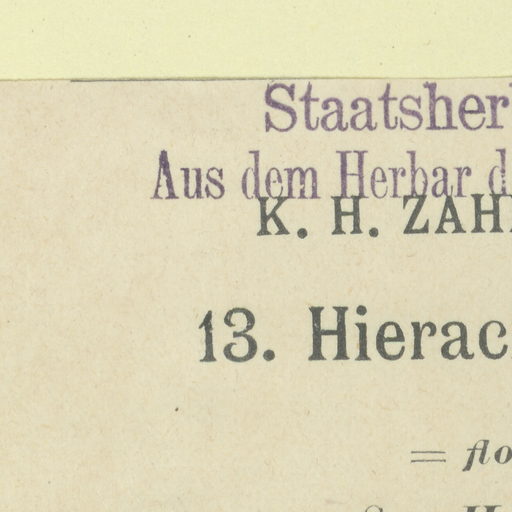 Staatsher
Aus dem Herbar d
K. H. ZAH
13. Hierac
= flo